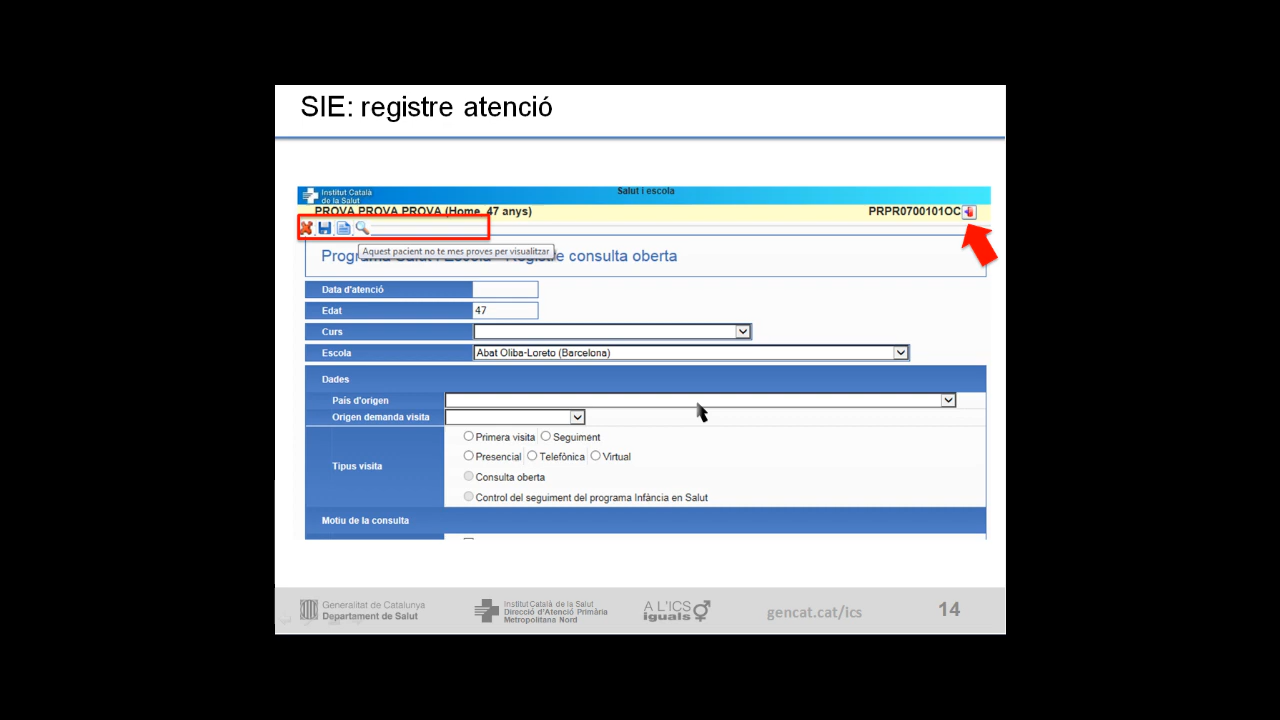 SIE: registre atenció
Institut Català
de la Salut
Salut i escola
PROVA PROVA PROVA (Home, 47 anys)
PRPR0700101OC
Aquest pacient no te mes proves per visualitzar
Programa Salut i Escola - Registre consulta oberta
Data d'atenció
Edat
47
Curs
Escola
Abat Oliba-Loreto (Barcelona)
Dades
País d'origen
Origen demanda visita
Tipus visita
Primera visita Seguiment
Presencial Telefònica Virtual
Consulta oberta
Control del seguiment del programa Infància en Salut
Motiu de la consulta
Generalitat de Catalunya
Departament de Salut
Institut Català de la Salut
Direcció d'Atenció Primària
Metropolitana Nord
A L'ICS
iguals
gencat.cat/ics
14